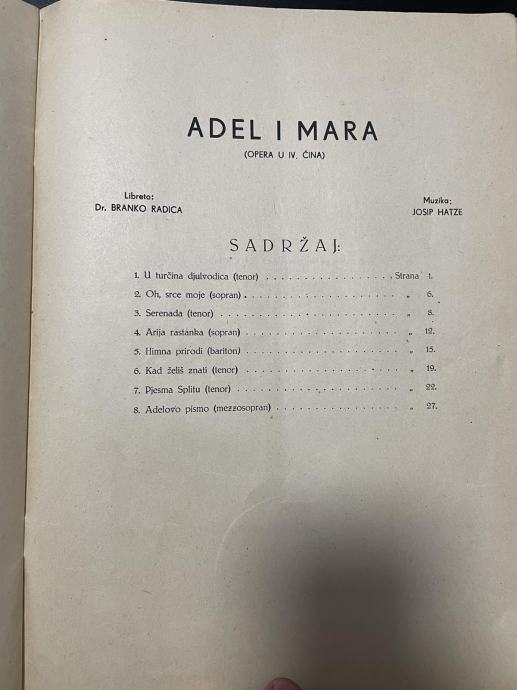 ADEL I MARA
(OPERA U IV. ČINA)
Libreto:
Dr. BRANKO RADICA
Muzika:
JOSIP HATZE
SADRŽAJ:
1. U turčina djulvodica (tenor) . . . . . . . . . . . . . . . . . Strana 1.
2. Oh, srce moje (sopran) . . . . . . . . . . . . . . . . . . . . „ 6.
3. Serenada (tenor) . . . . . . . . . . . . . . . . . . . . . . . „ 8.
4. Arija rastanka (sopran) . . . . . . . . . . . . . . . . . . . . „ 12.
5. Himna prirodi (bariton) . . . . . . . . . . . . . . . . . . . . „ 15.
6. Kad želiš znati (tenor) . . . . . . . . . . . . . . . . . . . . „ 19.
7. Pjesma Splitu (tenor) . . . . . . . . . . . . . . . . . . . . . „ 22.
8. Adelovo pismo (mezzosopran) . . . . . . . . . . . . . . . . „ 27.